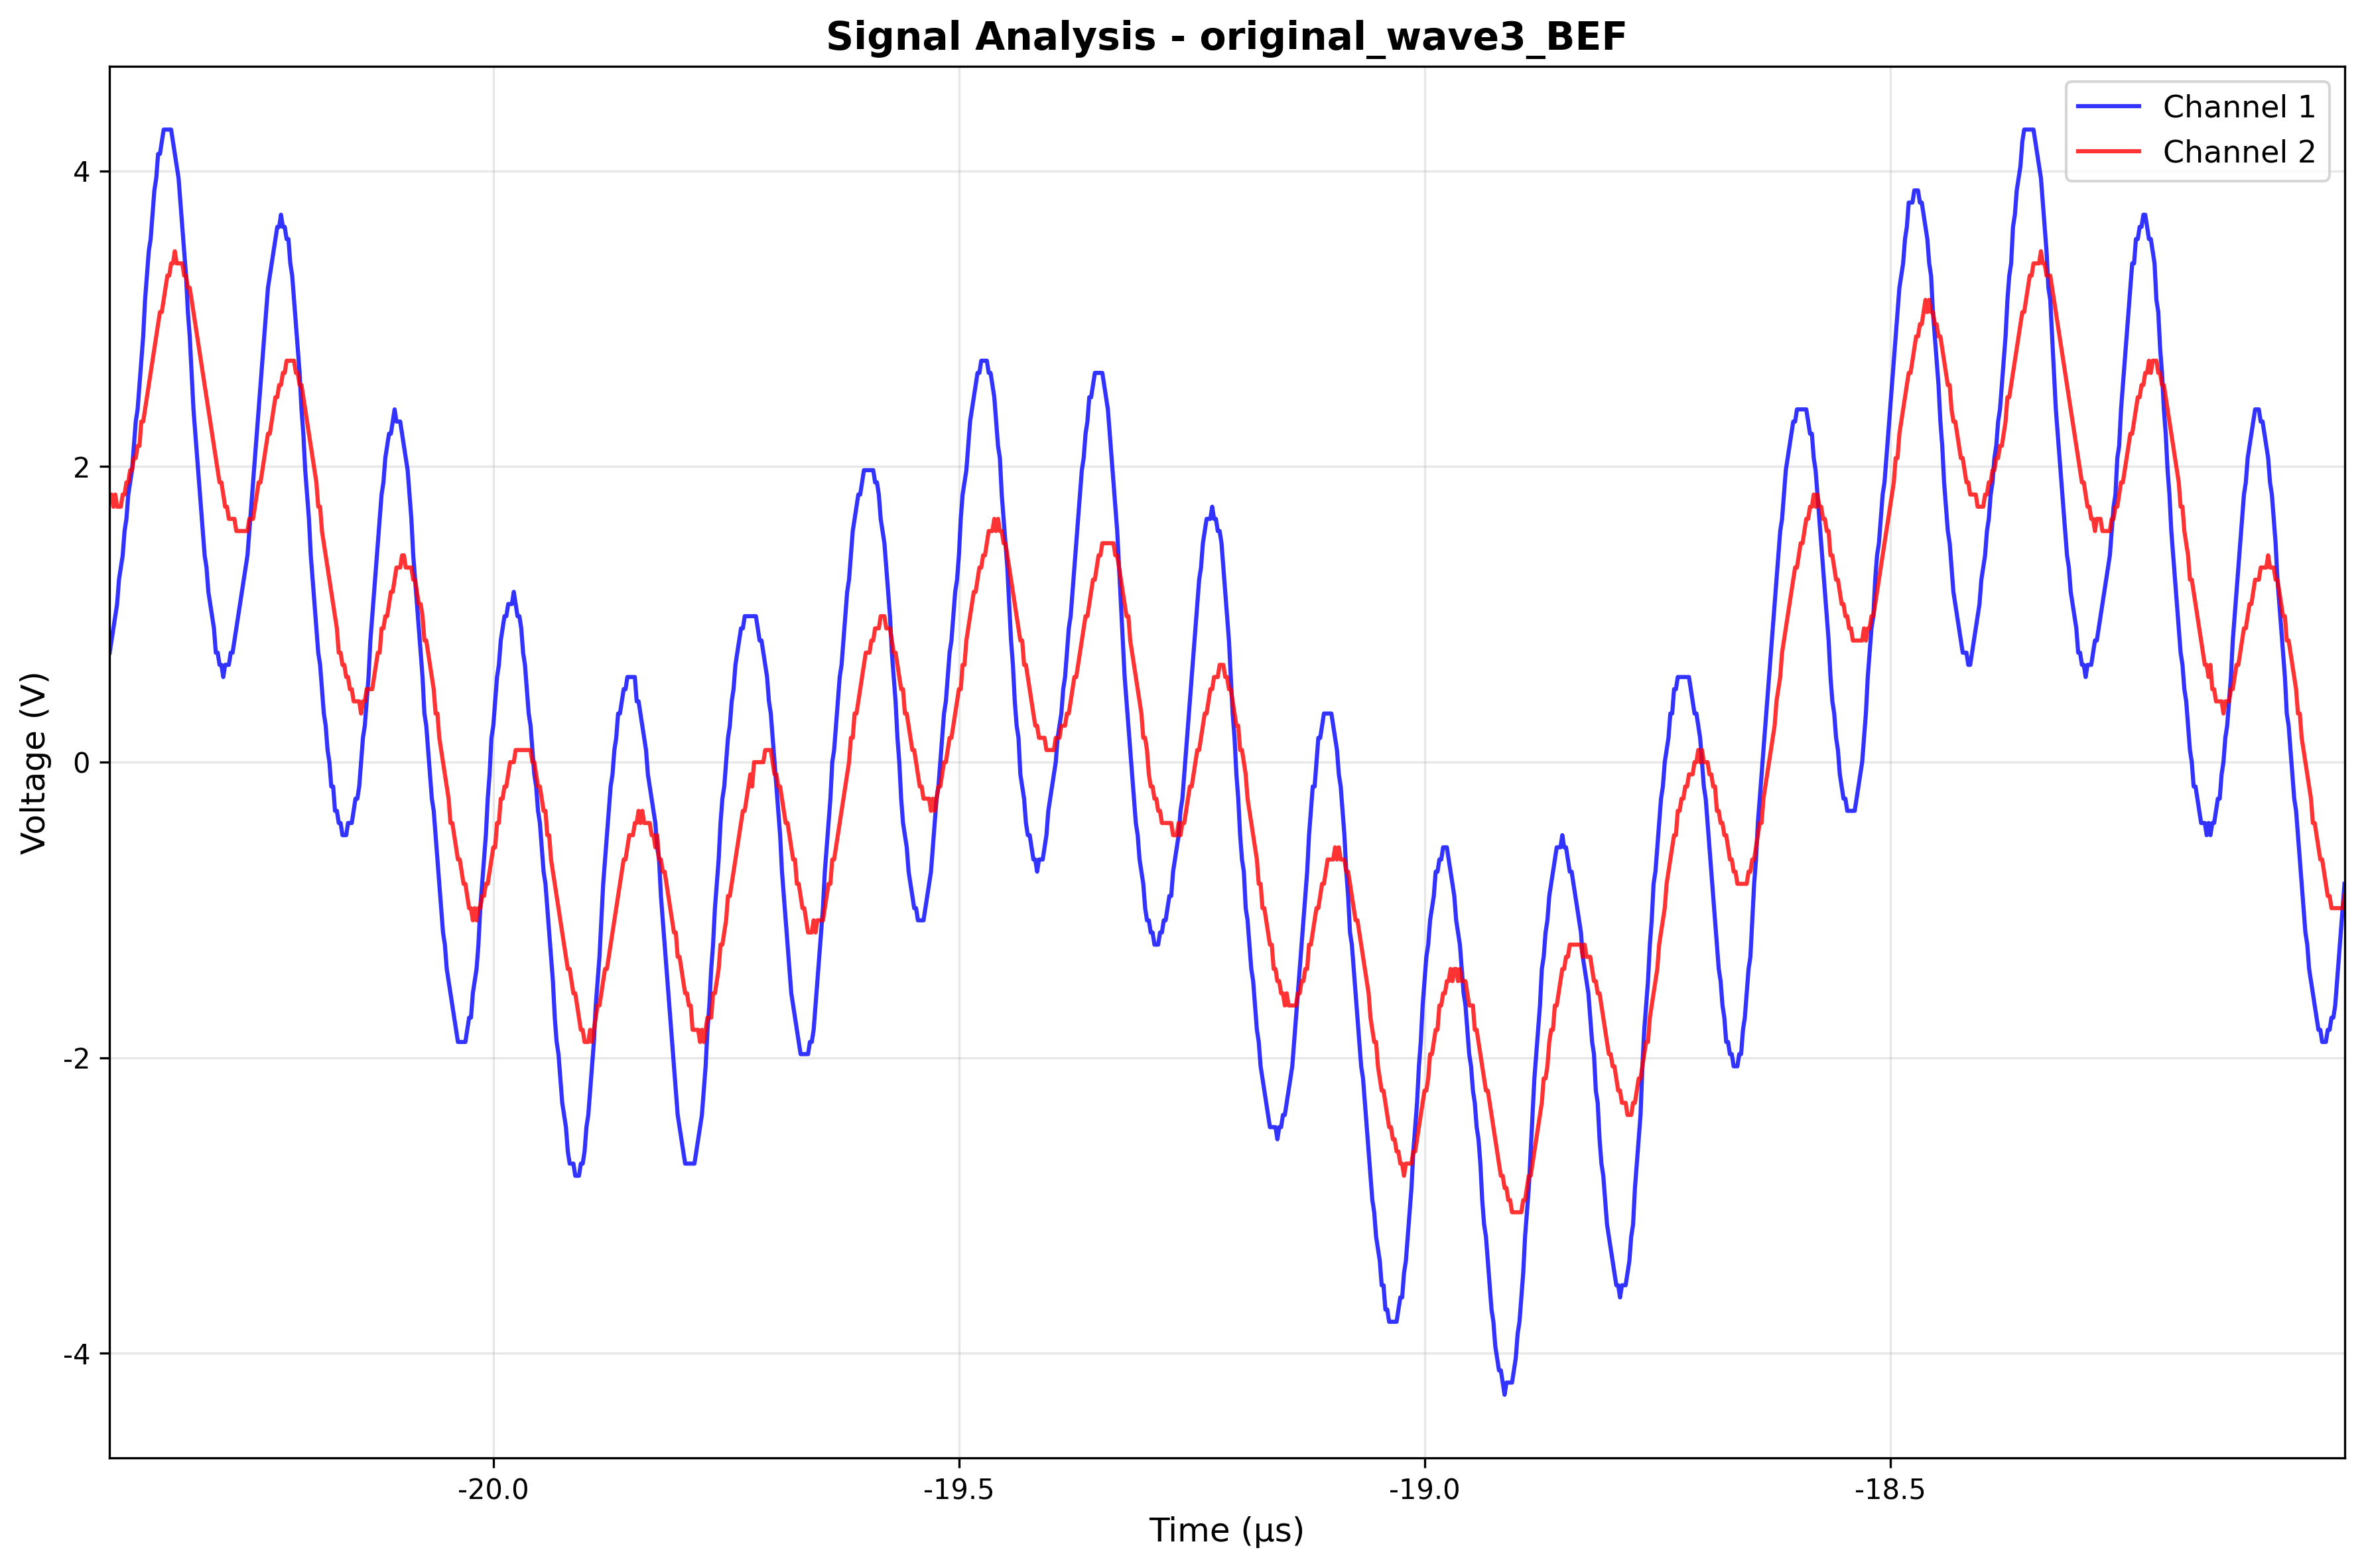 Signal Analysis - original_wave3_BEF
Channel 1
Channel 2
Voltage (V)
4
2
0
-2
-4
-20.0
-19.5
-19.0
-18.5
Time (µs)